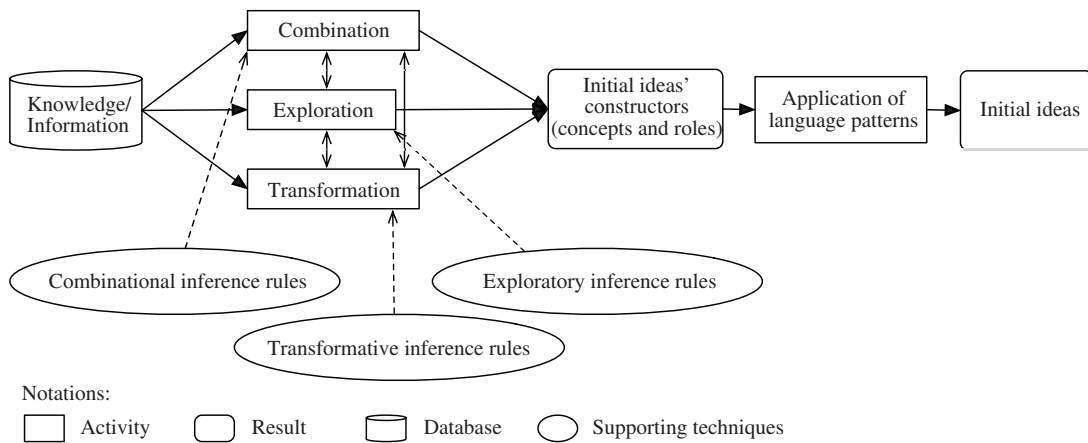 Combination
Knowledge/
Information
Exploration
Initial ideas’
constructors
(concepts and roles)
Application of
language patterns
Initial ideas
Transformation
Combinational inference rules
Exploratory inference rules
Transformative inference rules
Notations:
Activity
Result
Database
Supporting techniques